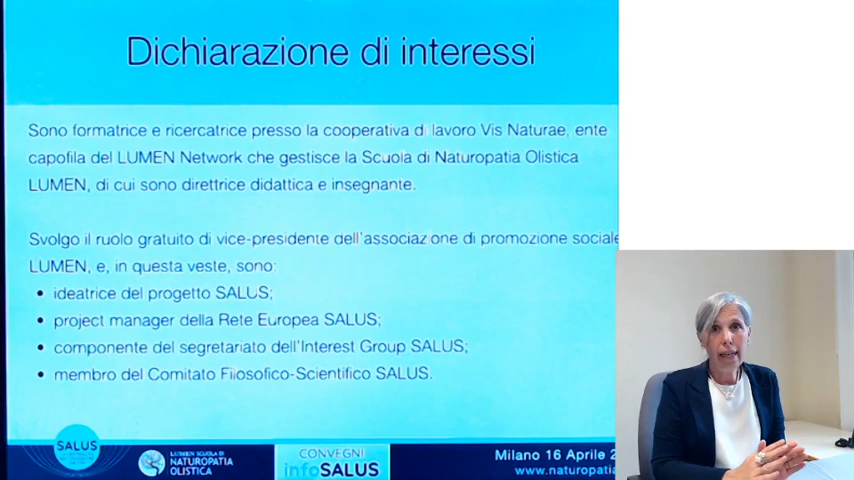 Dichiarazione di interessi
Sono formatrice e ricercatrice presso la cooperativa di lavoro Vis Naturae, ente
capofila del LUMEN Network che gestisce la Scuola di Naturopatia Olistica
LUMEN, di cui sono direttrice didattica e insegnante.
Svolgo il ruolo gratuito di vice-presidente dell'associazione di promozione sociale
LUMEN, e, in questa veste, sono:
• ideatrice del progetto SALUS;
• project manager della Rete Europea SALUS;
• componente del segretariato dell'Interest Group SALUS;
• membro del Comitato Filosofico-Scientifico SALUS.
SALUS
LUMEN SCUOLA DI
NATUROPATIA
OLISTICA
CONVEGNI
infoSALUS
Milano 16 Aprile 2
www.naturopatia